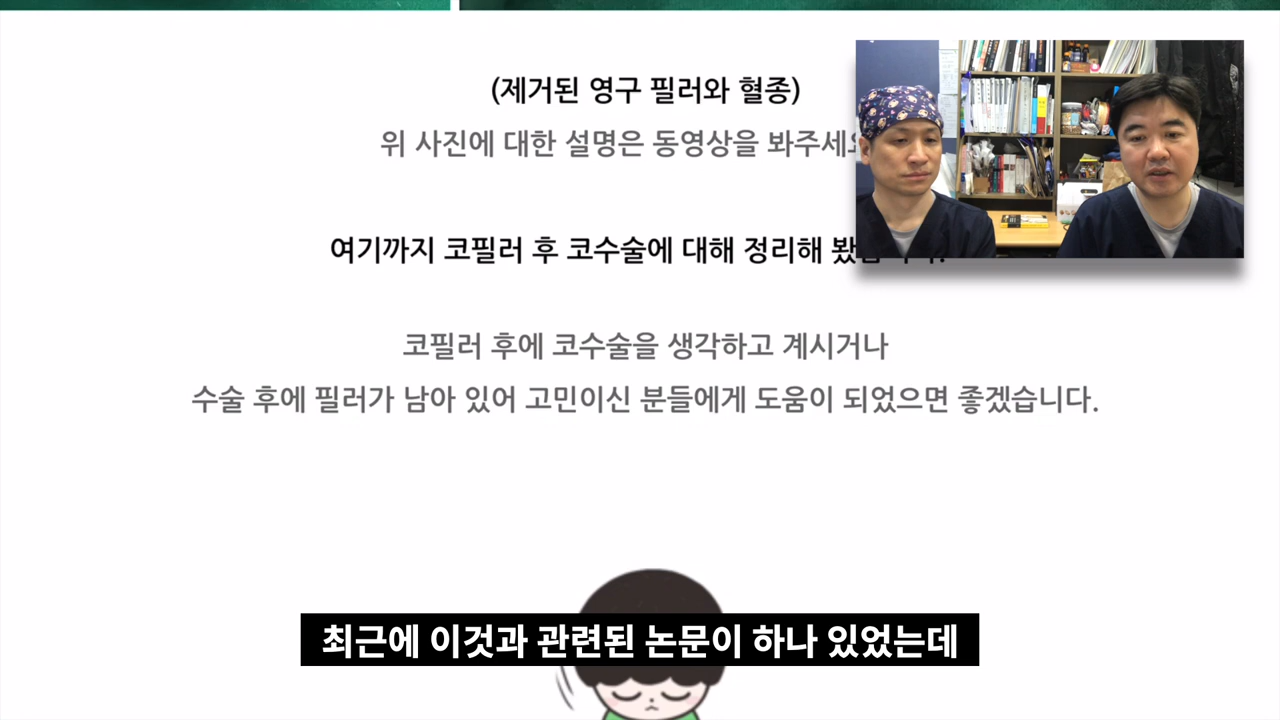 (제거된 영구 필러와 혈종)
위 사진에 대한 설명은 동영상을 봐주세요
여기까지 코필러 후 코수술에 대해 정리해
코필러 후에 코수술을 생각하고 계시거나
수술 후에 필러가 남아 있어 고민이신 분들에게 도움이 되었으면 좋겠습니다.
최근에 이것과 관련된 논문이 하나 있었는데